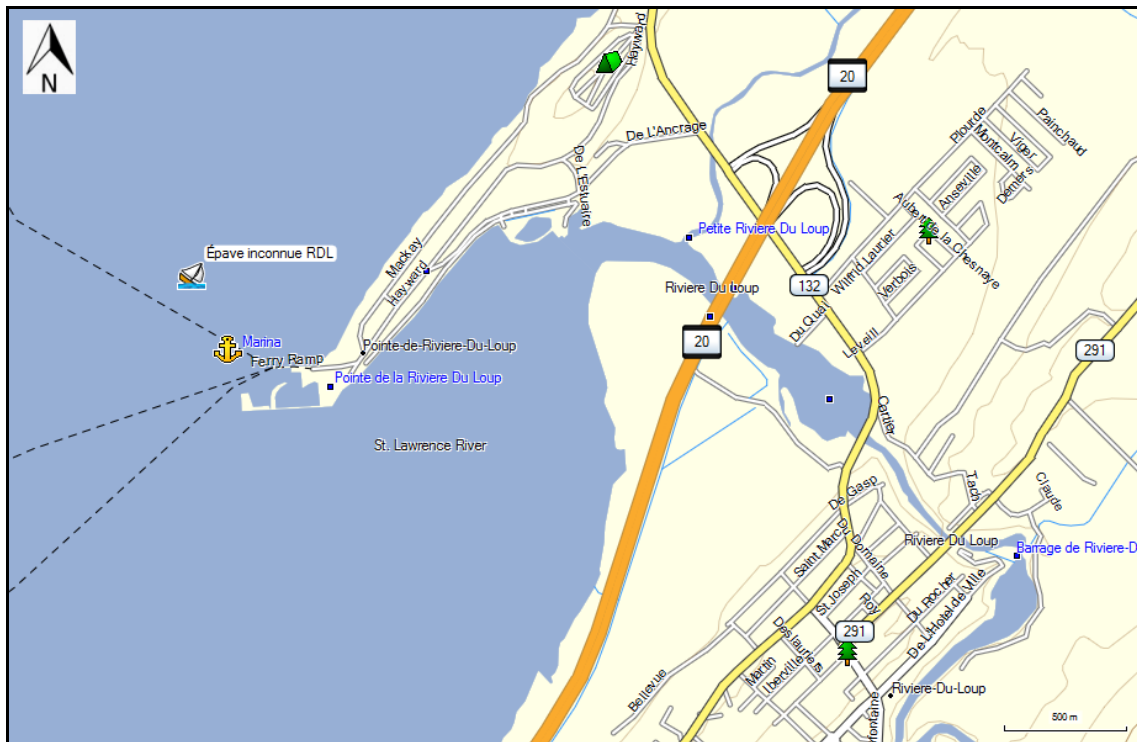 N
Hayward
20
De L'Ancrage
De L'Estuaire
Plourde
Painchaud
Viger
Montcalm
Demers
Anseville
Auber de la Chesnaye
Petite Riviere Du Loup
Wilfrid Laurier
Verbois
Épave inconnue RDL
Mackay
Hayward
Riviere Du Loup
132
Du Quai
Leveill
20
291
Marina
Ferry Ramp
Pointe-de-Riviere-Du-Loup
Pointe de la Riviere Du Loup
Cartier
St. Lawrence River
Tach
Claude
De Gasp
Du Domaine
Saint Marc
Riviere Du Loup
Barrage de Riviere-D
St Joseph
Roy
Du Rocher
De L'Hotel de Ville
291
Deslauriers
Martin
Iberville
Bellevue
Riviere-Du-Loup
fontaine
500 m